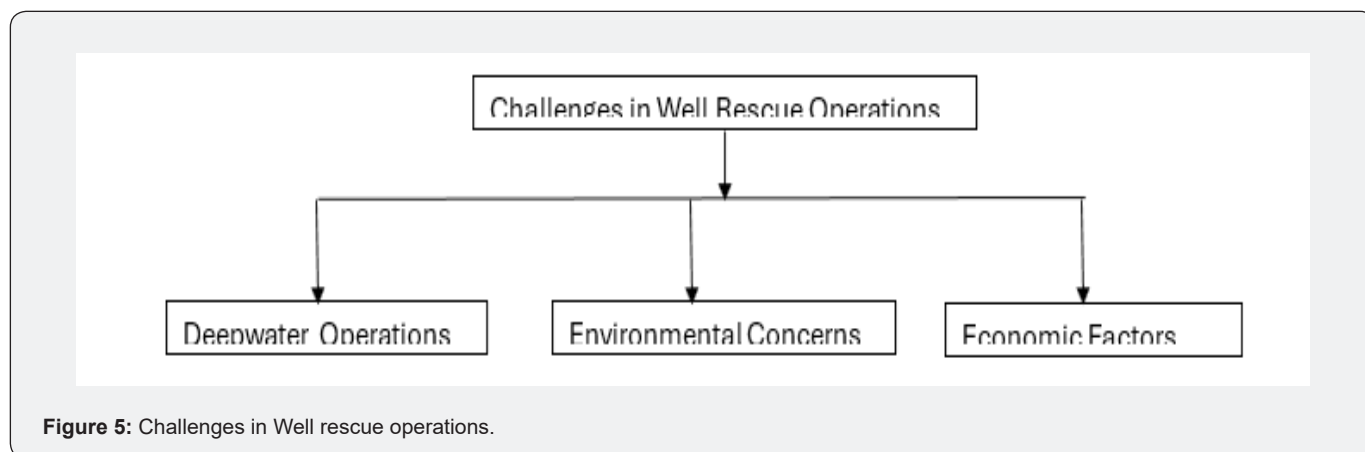 Challenges in Well Rescue Operations
Deepwater Operations
Environmental Concerns
Economic Factors
Figure 5: Challenges in Well rescue operations.